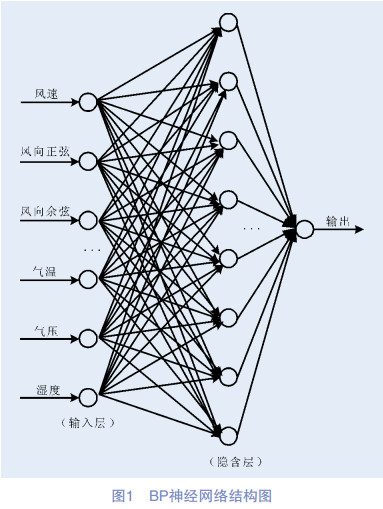 风速
风向正弦
风向余弦
...
气温
气压
湿度
(输入层)
...
(隐含层)
输出
图1 BP神经网络结构图